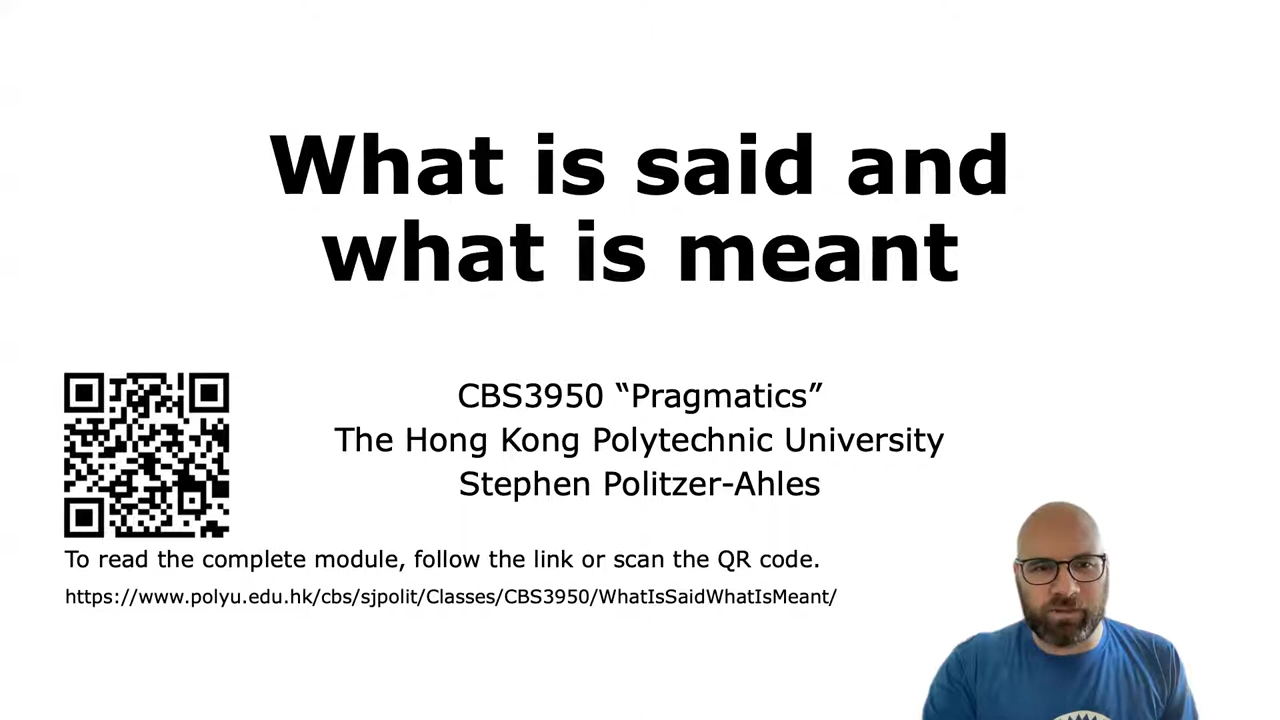 What is said and
what is meant
CBS3950 “Pragmatics”
The Hong Kong Polytechnic University
Stephen Politzer-Ahles
To read the complete module, follow the link or scan the QR code.
https://www.polyu.edu.hk/cbs/sjpolit/Classes/CBS3950/WhatIsSaidWhatIsMeant/